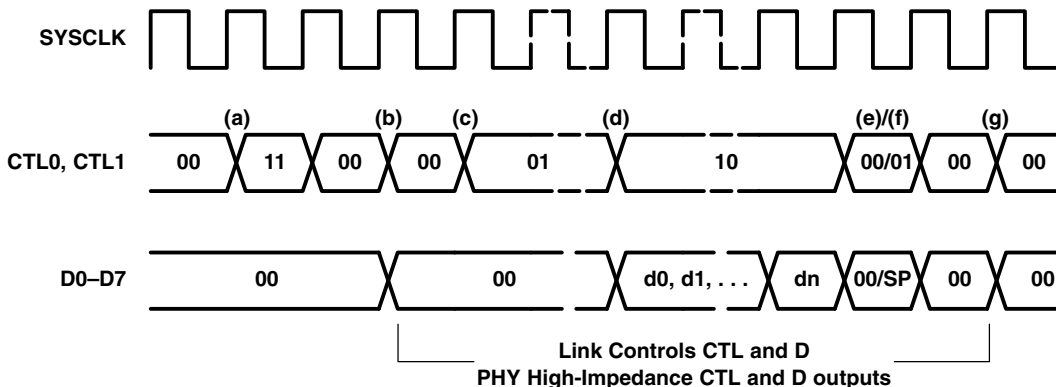 SYSCLK
(a) (b) (c) (d) (e)/(f) (g)
CTL0, CTL1 00 11 00 00 01 10 00/01 00 00
D0–D7 00 00 d0, d1, . . . dn 00/SP 00 00
Link Controls CTL and D
PHY High-Impedance CTL and D outputs